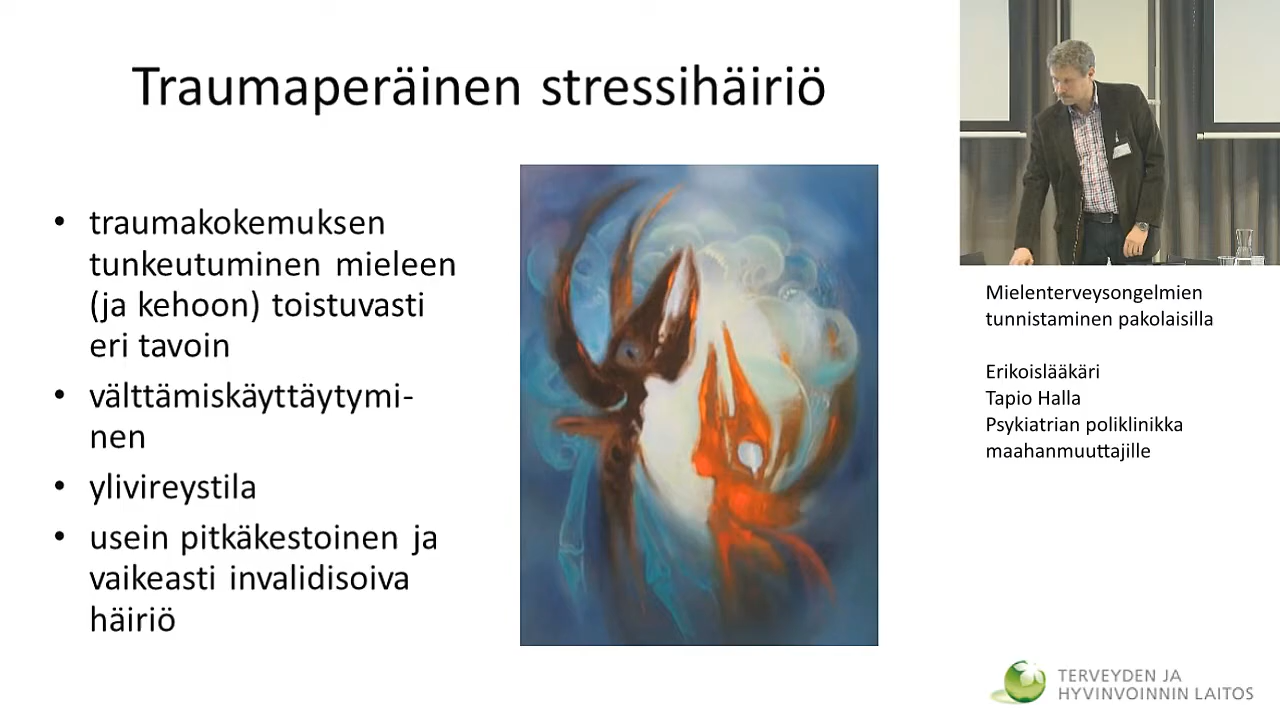 Traumaperäinen stressihäiriö
• traumakokemuksen
tunkeutuminen mieleen
(ja kehoon) toistuvasti
eri tavoin
• välttämiskäyttäytymi-
nen
• ylivireystila
• usein pitkäkestoinen ja
vaikeasti invalidisoiva
häiriö
Mielenterveysongelmien
tunnistaminen pakolaisilla
Erikoislääkäri
Tapio Halla
Psykiatrian poliklinikka
maahanmuuttajille
TERVEYDEN JA
HYVINVOINNIN LAITOS